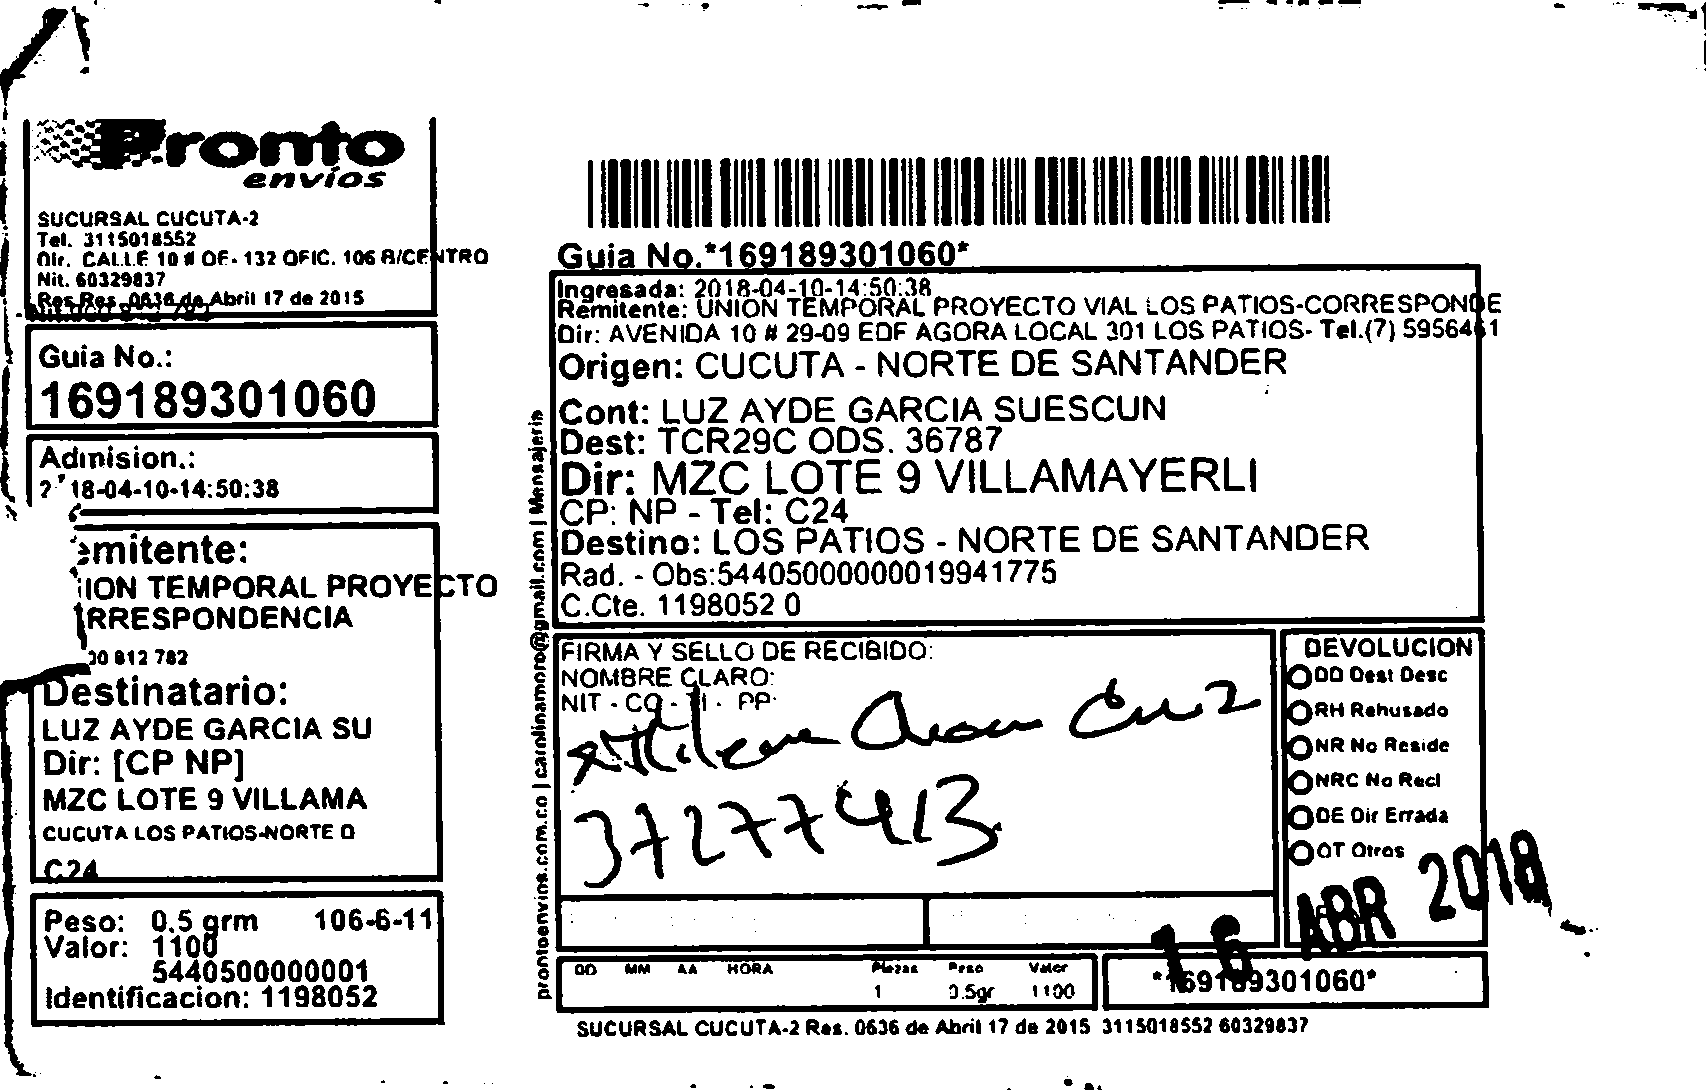 Pronto
envíos
SUCURSAL CUCUTA-2
Tel. 3115018552
Dir. CALLE 10 # OE- 132 OFIC. 106 B/CENTRO
Nit. 60329837
Res Res. 0636 de Abril 17 de 2015
Guia No.:
169189301060
Admision.:
18-04-10-14:50:38
emitente:
ION TEMPORAL PROYECTO
RRESPONDENCIA
00 812 782
Destinatario:
LUZ AYDE GARCIA SU
Dir: [CP NP]
MZC LOTE 9 VILLAMA
CUCUTA LOS PATIOS-NORTE D
C24
Peso: 0.5 grm 106-6-11
Valor: 1100
5440500000001
Identificacion: 1198052
prontoenvios.com.co | carolinamoro@gmail.com | Mensajeria
Guia No.*169189301060*
Ingresada: 2018-04-10-14:50:38
Remitente: UNION TEMPORAL PROYECTO VIAL LOS PATIOS-CORRESPONDE
Dir: AVENIDA 10 # 29-09 EDF AGORA LOCAL 301 LOS PATIOS- Tel.(7) 5956461
Origen: CUCUTA - NORTE DE SANTANDER
Cont: LUZ AYDE GARCIA SUESCUN
Dest: TCR29C ODS. 36787
Dir: MZC LOTE 9 VILLAMAYERLI
CP: NP - Tel: C24
Destino: LOS PATIOS - NORTE DE SANTANDER
Rad. - Obs:54405000000019941775
C.Cte. 1198052 0
FIRMA Y SELLO DE RECIBIDO:
NOMBRE CLARO:
NIT - CC - TI - PP:
Cruz
37277413
DEVOLUCION
DD Dest Desc
RH Rehusado
NR No Reside
NRC No Recl
DE Dir Errada
OT Otros
16 ABR 2018
DD MM AA HORA Piezas Peso Valor
1 0.5gr 1100
*169189301060*
SUCURSAL CUCUTA-2 Res. 0636 de Abril 17 de 2015 3115018552 60329837